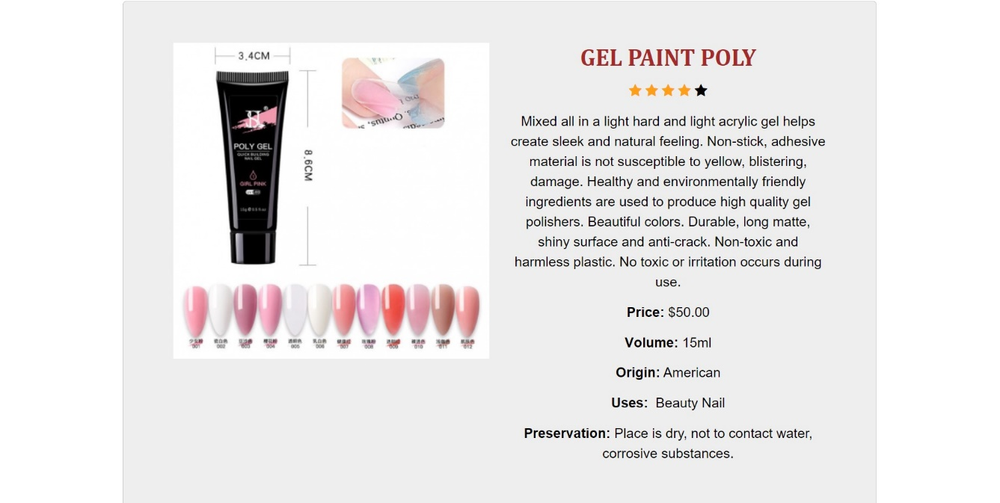 3.4CM
8.6CM
POLY GEL
QUICK BUILDING
NAIL GEL
GIRL PINK
001 002 003 004 005 006 007 008 009 010 011 012
GEL PAINT POLY
Mixed all in a light hard and light acrylic gel helps
create sleek and natural feeling. Non-stick, adhesive
material is not susceptible to yellow, blistering,
damage. Healthy and environmentally friendly
ingredients are used to produce high quality gel
polishers. Beautiful colors. Durable, long matte,
shiny surface and anti-crack. Non-toxic and
harmless plastic. No toxic or irritation occurs during
use.
Price: $50.00
Volume: 15ml
Origin: American
Uses: Beauty Nail
Preservation: Place is dry, not to contact water,
corrosive substances.